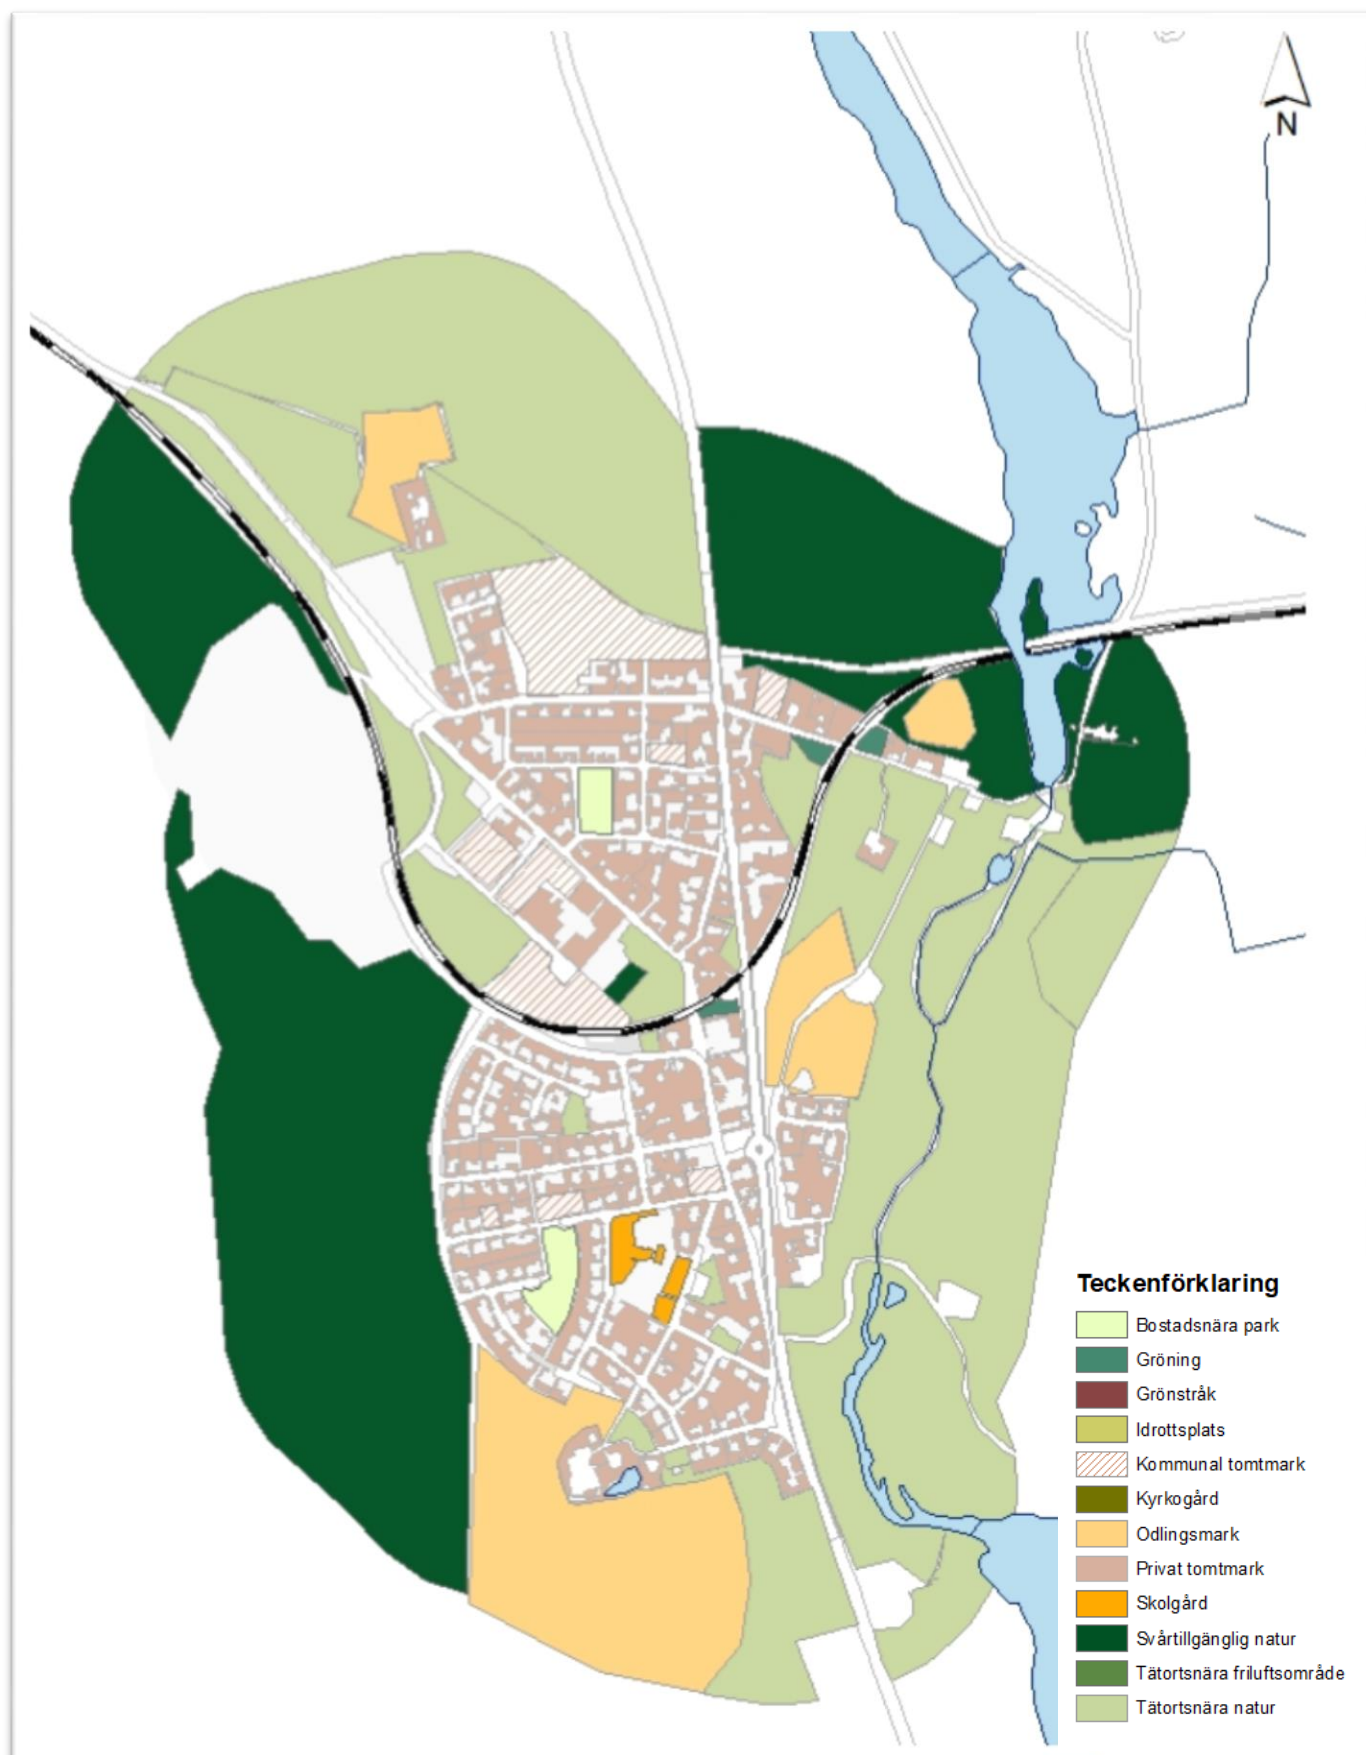 N
Teckenförklaring
Bostadsnära park
Gröning
Grönstråk
Idrottsplats
Kommunal tomtmark
Kyrkogård
Odlingsmark
Privat tomtmark
Skolgård
Svårtillgänglig natur
Tätortsnära friluftsområde
Tätortsnära natur